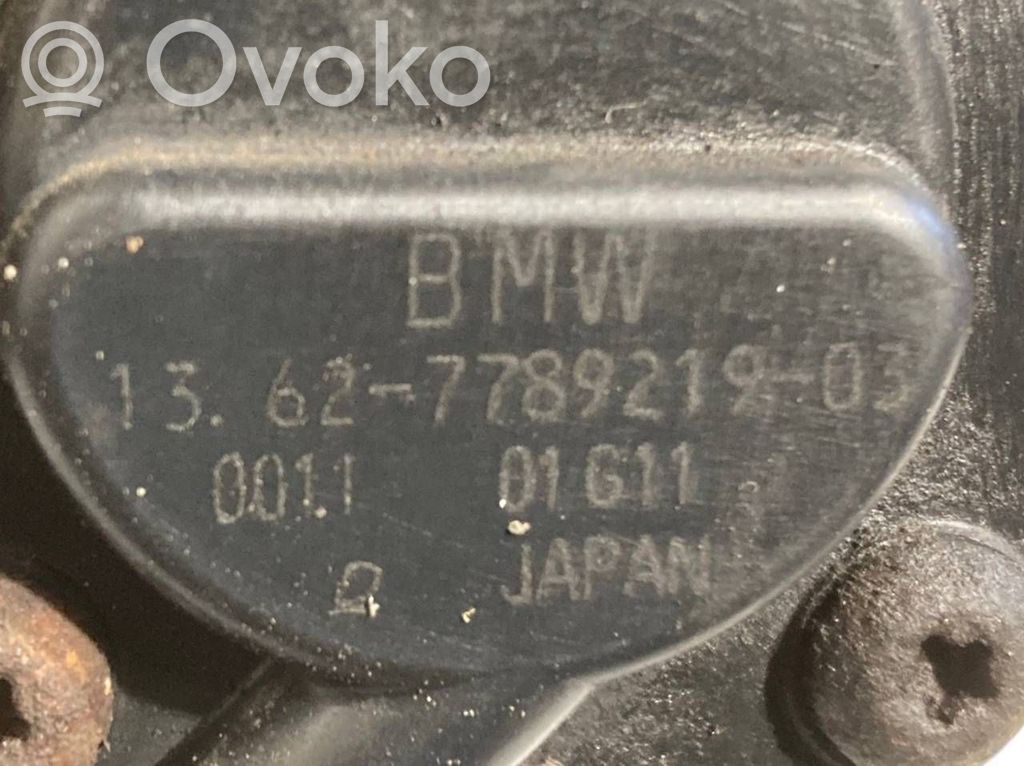 Ovoko
BMW
13.62-7789219-03
0011 01G11
JAPAN